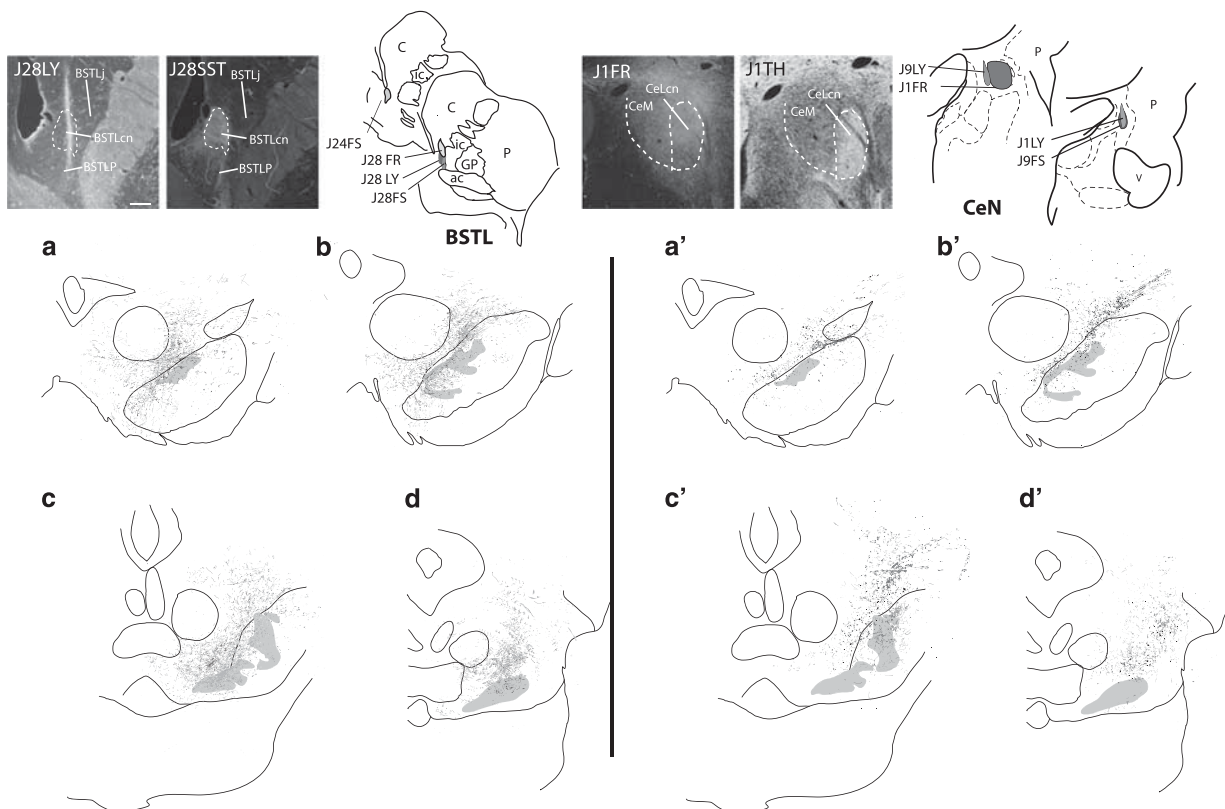 J28LY
BSTLj
BSTLcn
BSTLP
J28SST
BSTLj
BSTLcn
BSTLP
C
ic
C
J24FS
ic
J28 FR
GP
P
J28 LY
ac
J28FS
BSTL
J1FR
CeLcn
CeM
J1TH
CeLcn
CeM
P
J9LY
J1FR
P
J1LY
J9FS
V
CeN
a
b
a'
b'
c
d
c'
d'